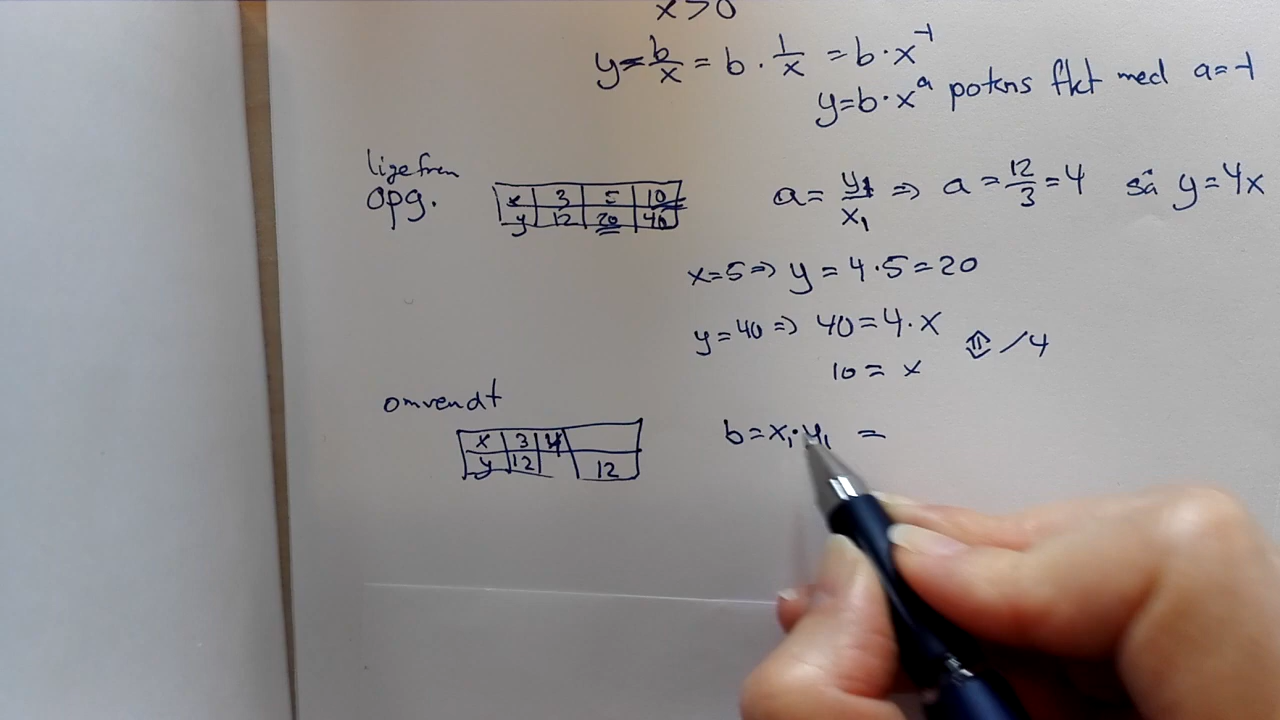 x>0
y=b/x = b · 1/x = b·x⁻¹
y=b·xᵃ potens fkt med a=-1
ligefrem
opg.
x 3 5 10
y 12 20 40
a = y₁/x₁ ⇒ a = 12/3 = 4 så y=4x
x=5 ⇒ y = 4·5=20
y=40 ⇒ 40=4·x
⇕ /4
10 = x
omvendt
x 3 4
y 12 12
b=x₁·y₁ =